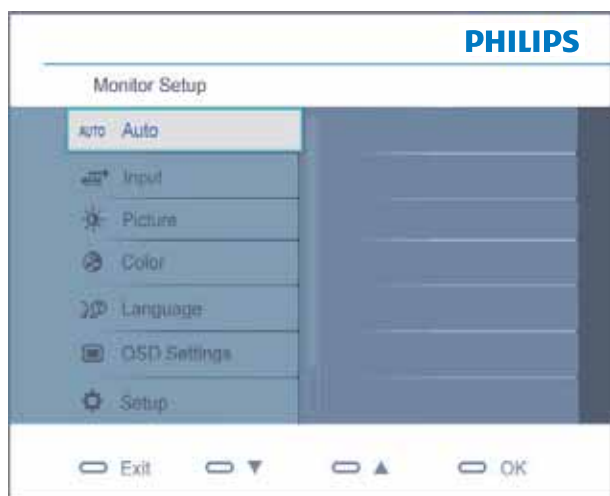 PHILIPS
Monitor Setup
AUTO Auto
Input
Picture
Color
Language
OSD Settings
Setup
Exit ▼ ▲ OK